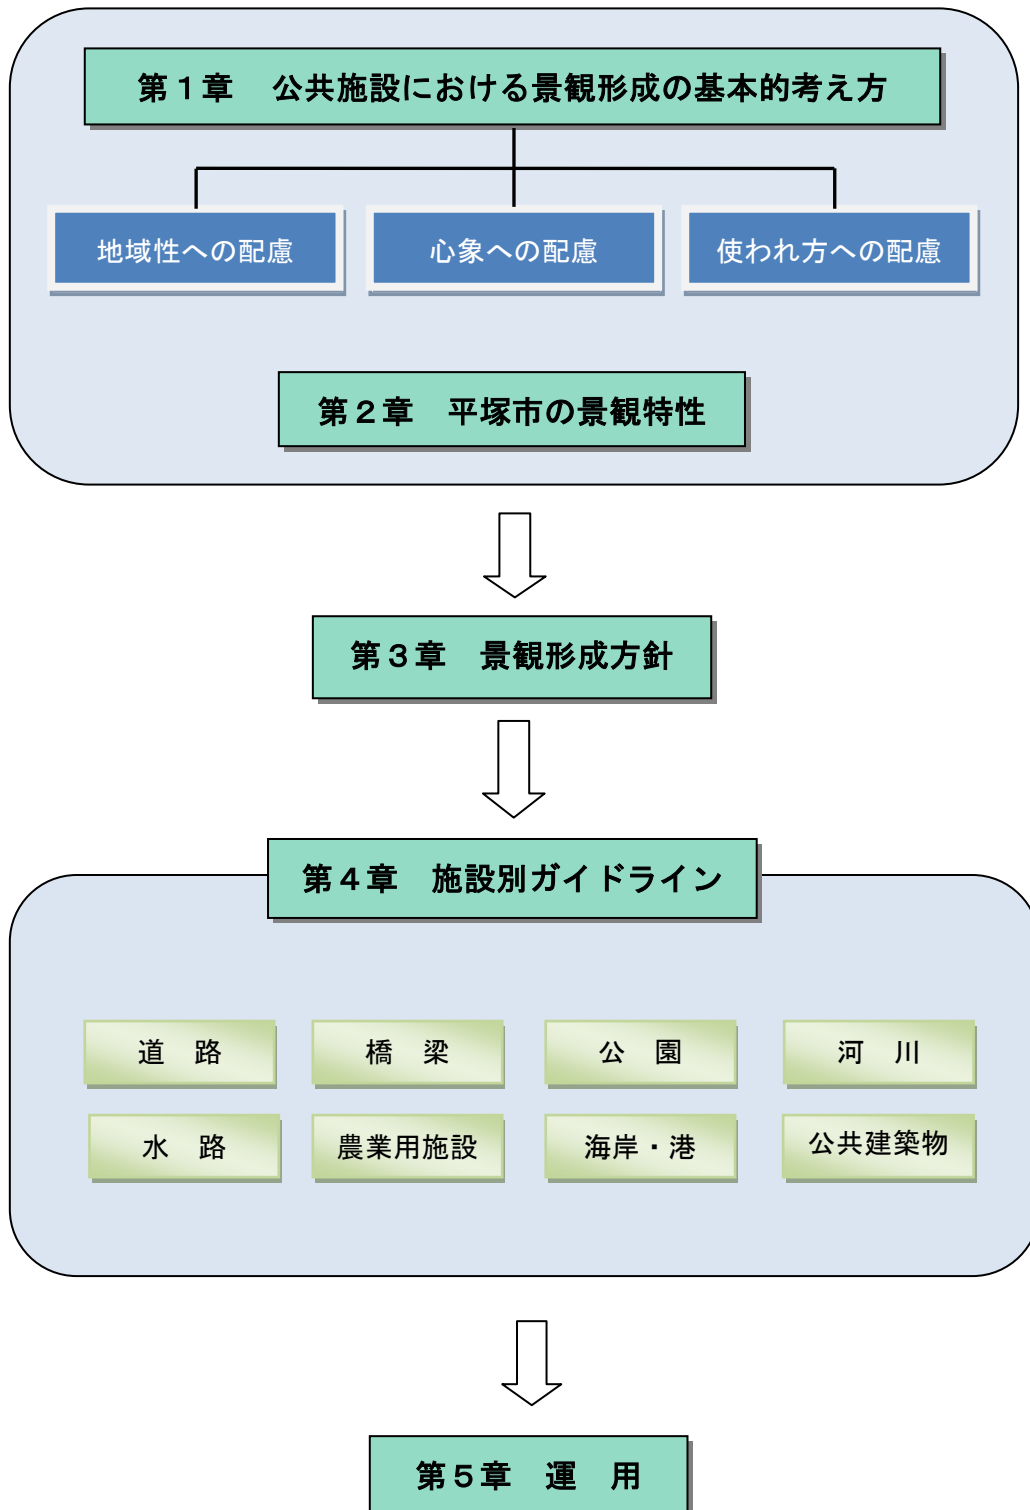 第１章　公共施設における景観形成の基本的考え方
地域性への配慮
心象への配慮
使われ方への配慮
第２章　平塚市の景観特性
第３章　景観形成方針
第４章　施設別ガイドライン
道　路
橋　梁
公　園
河　川
水　路
農業用施設
海岸・港
公共建築物
第５章　運　用